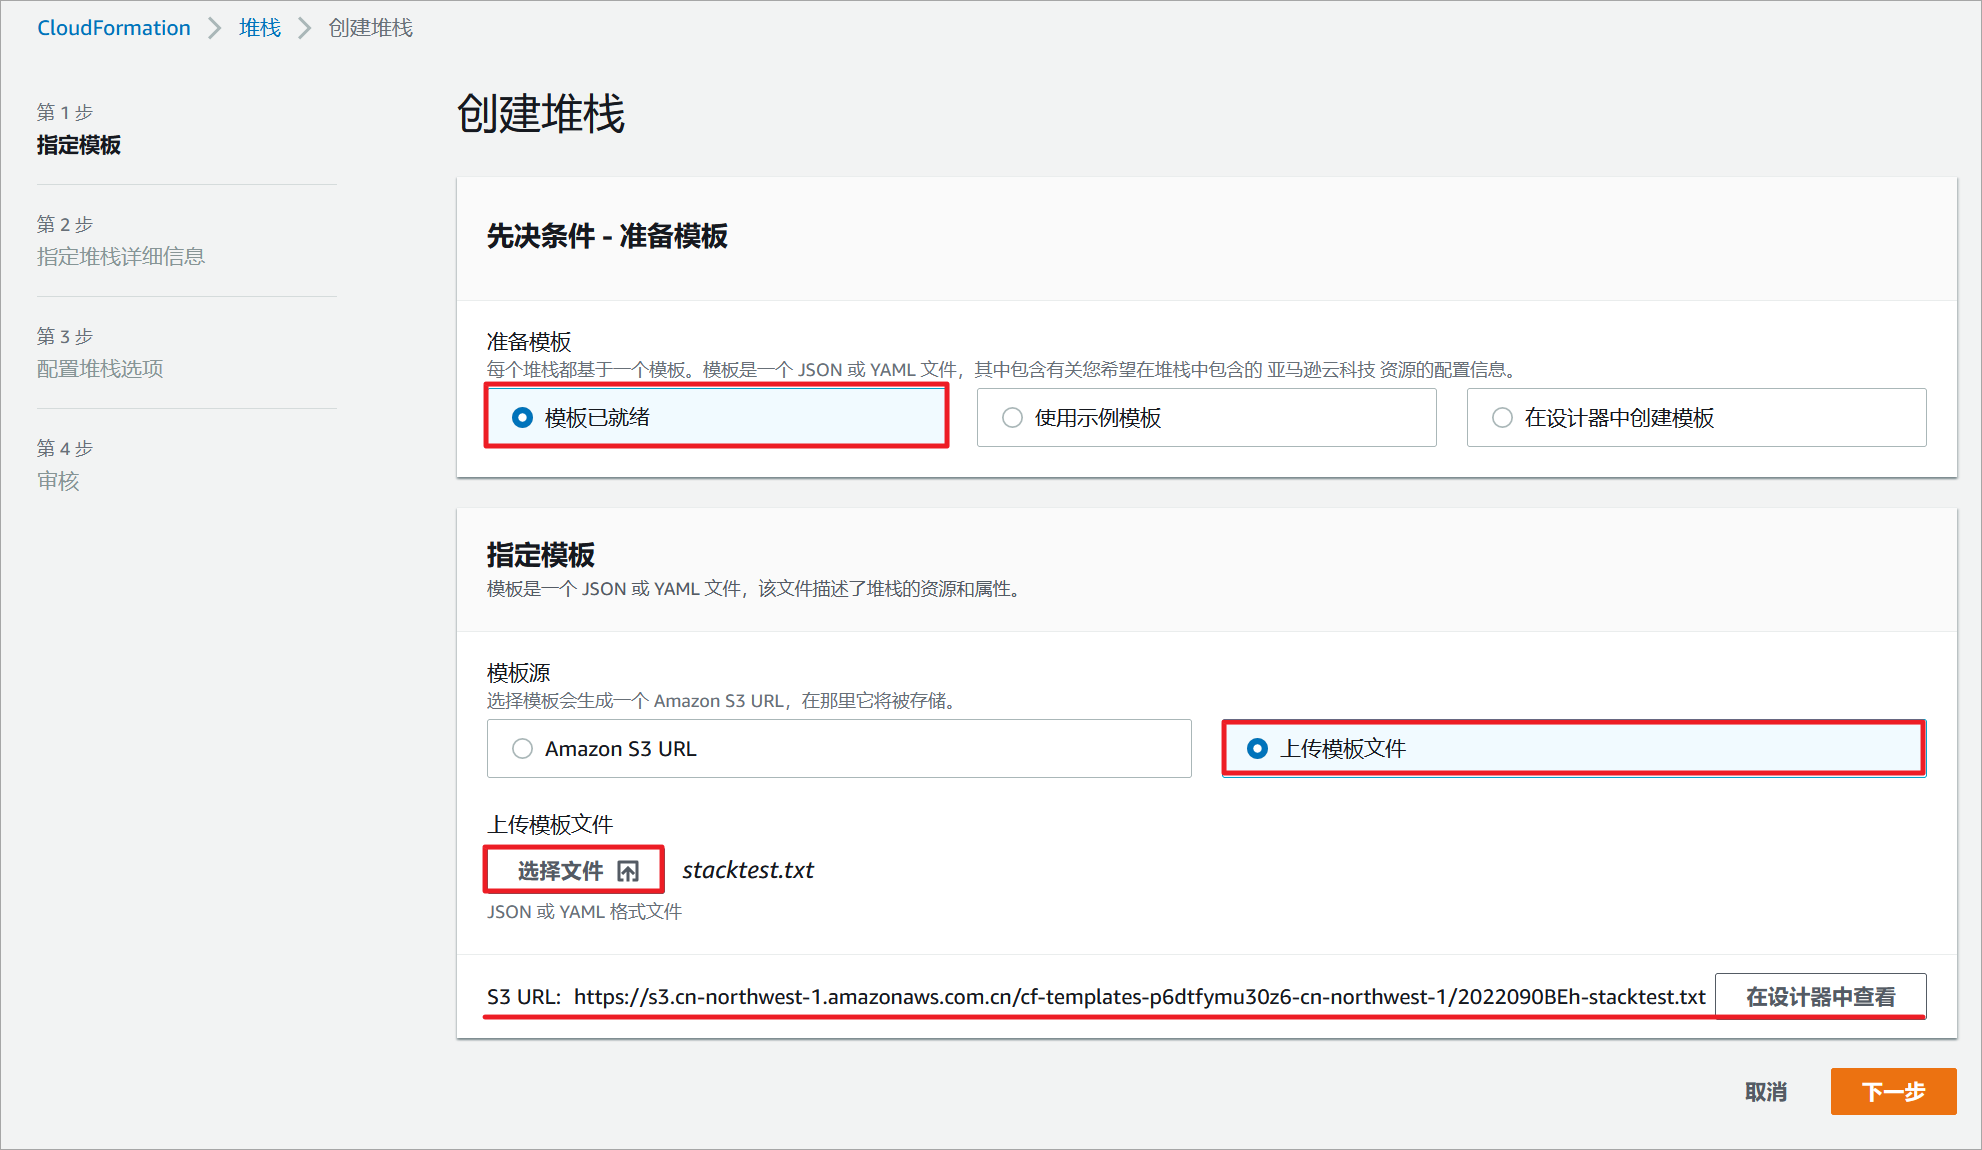 CloudFormation
堆栈
创建堆栈
第 1 步
指定模板
第 2 步
指定堆栈详细信息
第 3 步
配置堆栈选项
第 4 步
审核
创建堆栈
先决条件 - 准备模板
准备模板
每个堆栈都基于一个模板。模板是一个 JSON 或 YAML 文件，其中包含有关您希望在堆栈中包含的 亚马逊云科技 资源的配置信息。
模板已就绪
使用示例模板
在设计器中创建模板
指定模板
模板是一个 JSON 或 YAML 文件，该文件描述了堆栈的资源和属性。
模板源
选择模板会生成一个 Amazon S3 URL，在那里它将被存储。
Amazon S3 URL
上传模板文件
上传模板文件
选择文件
stacktest.txt
JSON 或 YAML 格式文件
S3 URL: https://s3.cn-northwest-1.amazonaws.com.cn/cf-templates-p6dtfymu30z6-cn-northwest-1/2022090BEh-stacktest.txt
在设计器中查看
取消
下一步